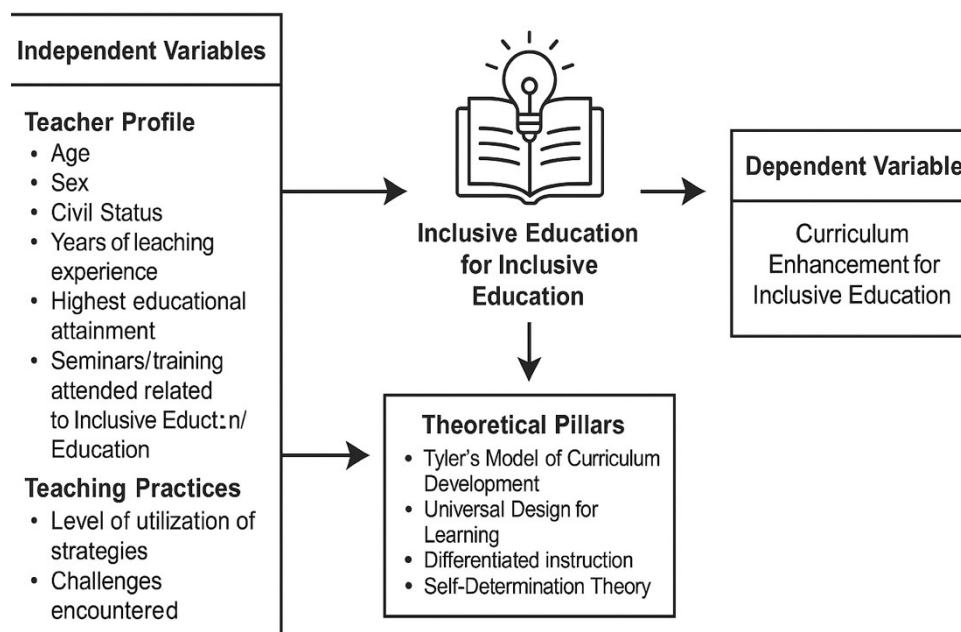 Independent Variables
Teacher Profile
• Age
• Sex
• Civil Status
• Years of leaching
experience
• Highest educational
attainment
• Seminars/training
attended related
to Inclusive Educt:n/
Education
Teaching Practices
• Level of utilization of
strategies
• Challenges
encountered
Inclusive Education
for Inclusive
Education
Theoretical Pillars
• Tyler's Model of Curriculum
Development
• Universal Design for
Learning
• Differentiated instruction
• Self-Determination Theory
Dependent Variable
Curriculum
Enhancement for
Inclusive Education